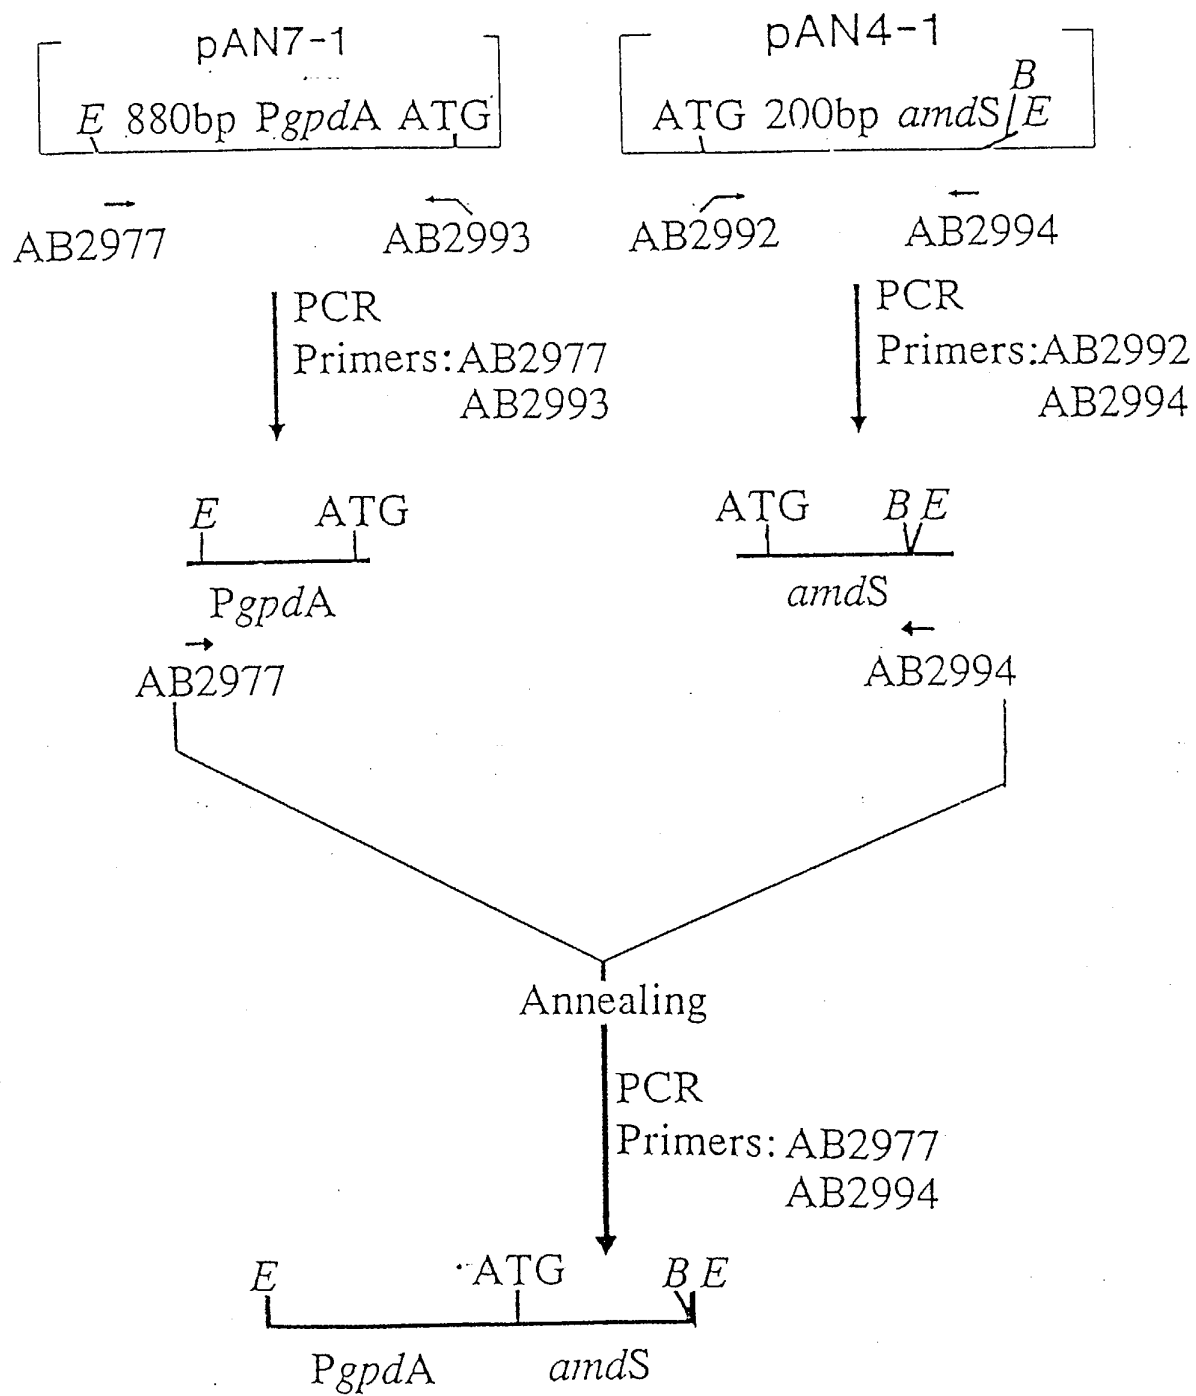 pAN7-1
E 880bp PgpdA ATG
AB2977
AB2993
PCR
Primers: AB2977
AB2993
E ATG
PgpdA
AB2977
pAN4-1
B
ATG 200bp amdS E
AB2992
AB2994
PCR
Primers: AB2992
AB2994
ATG B E
amdS
AB2994
Annealing
PCR
Primers: AB2977
AB2994
E ATG B E
PgpdA amdS